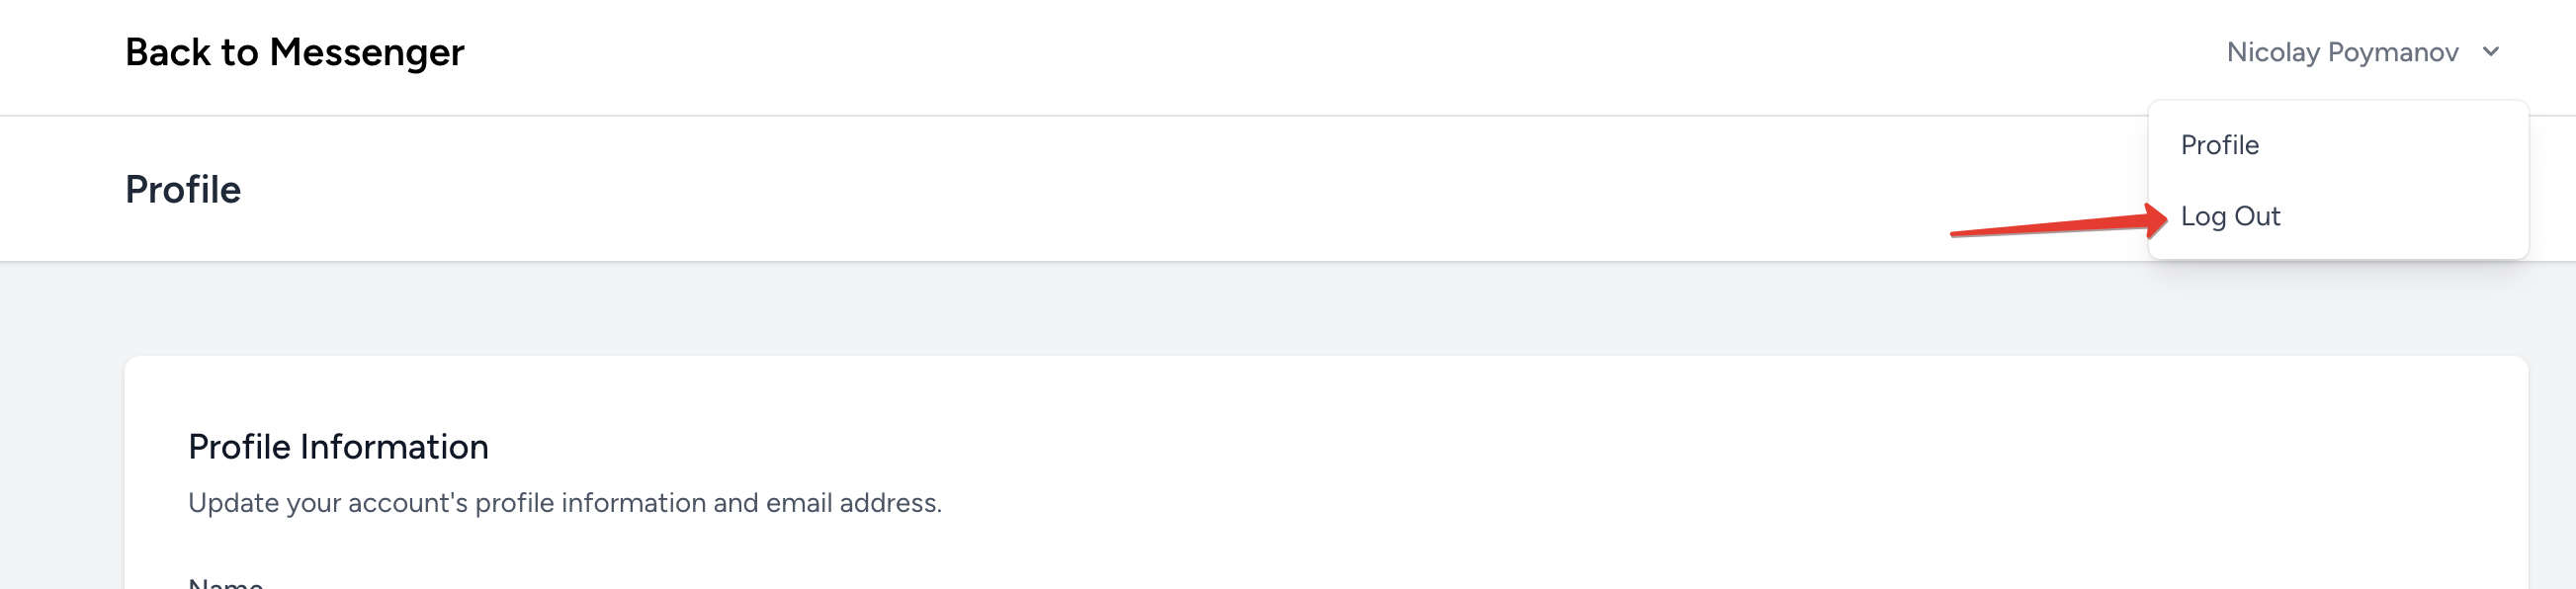 Back to Messenger
Nicolay Poymanov
Profile
Log Out
Profile
Profile Information
Update your account's profile information and email address.
Name